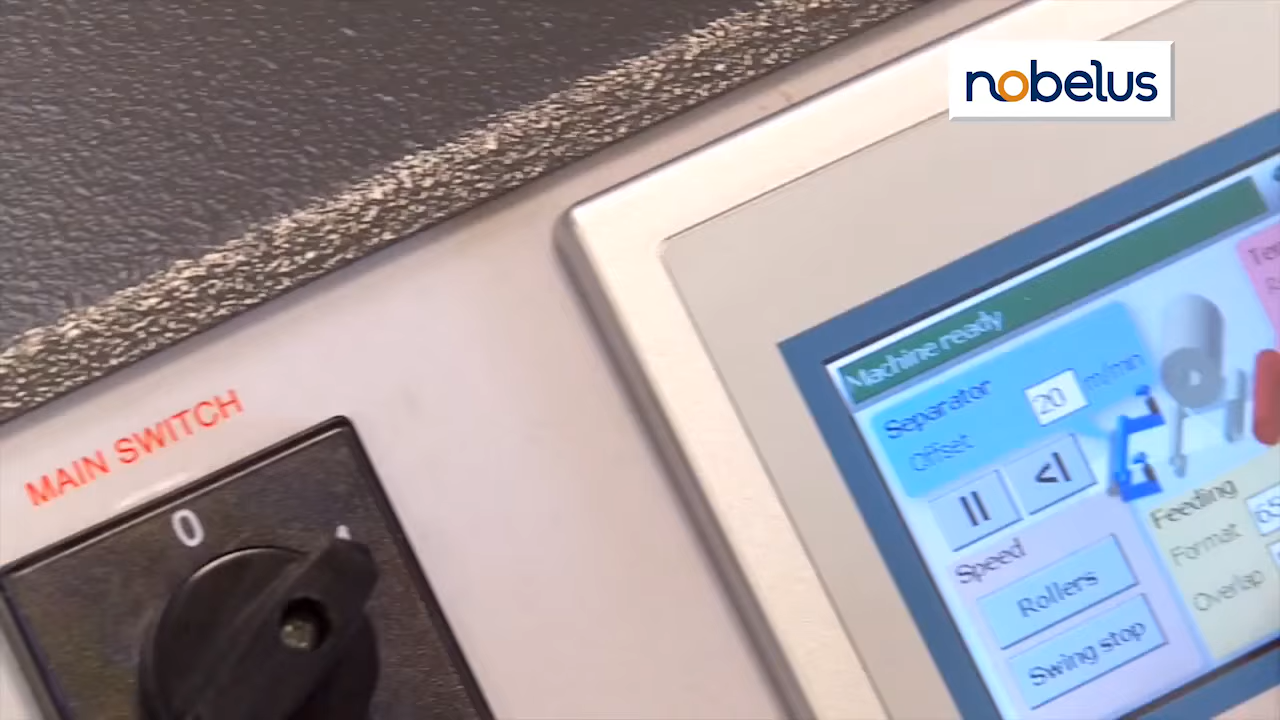 nobelus
MAIN SWITCH
0
Machine ready
Separator
Offset
20 m/min
Speed
Rollers
Swing stop
Feeding
Format
Overlap